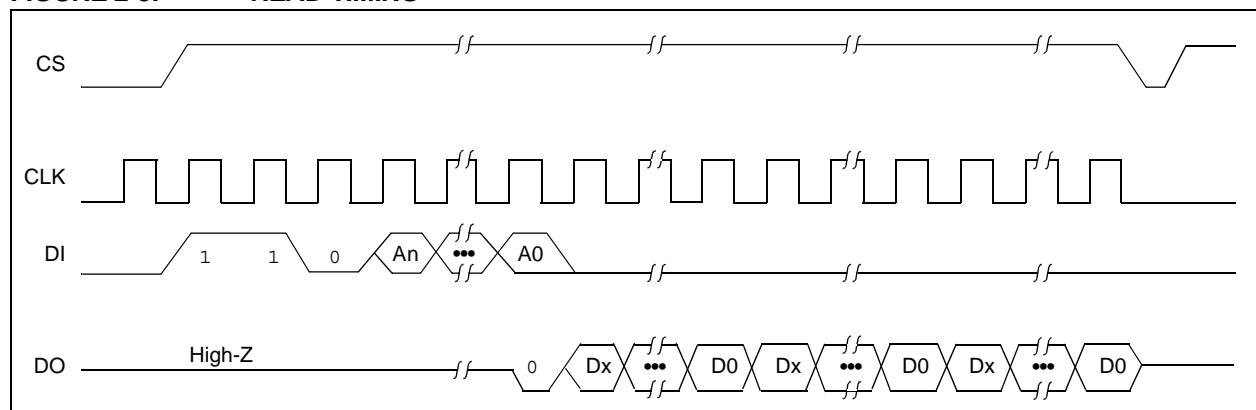 CS
CLK
DI 1 1 0 An ••• A0
High-Z
DO 0 Dx ••• D0 Dx ••• D0 Dx ••• D0